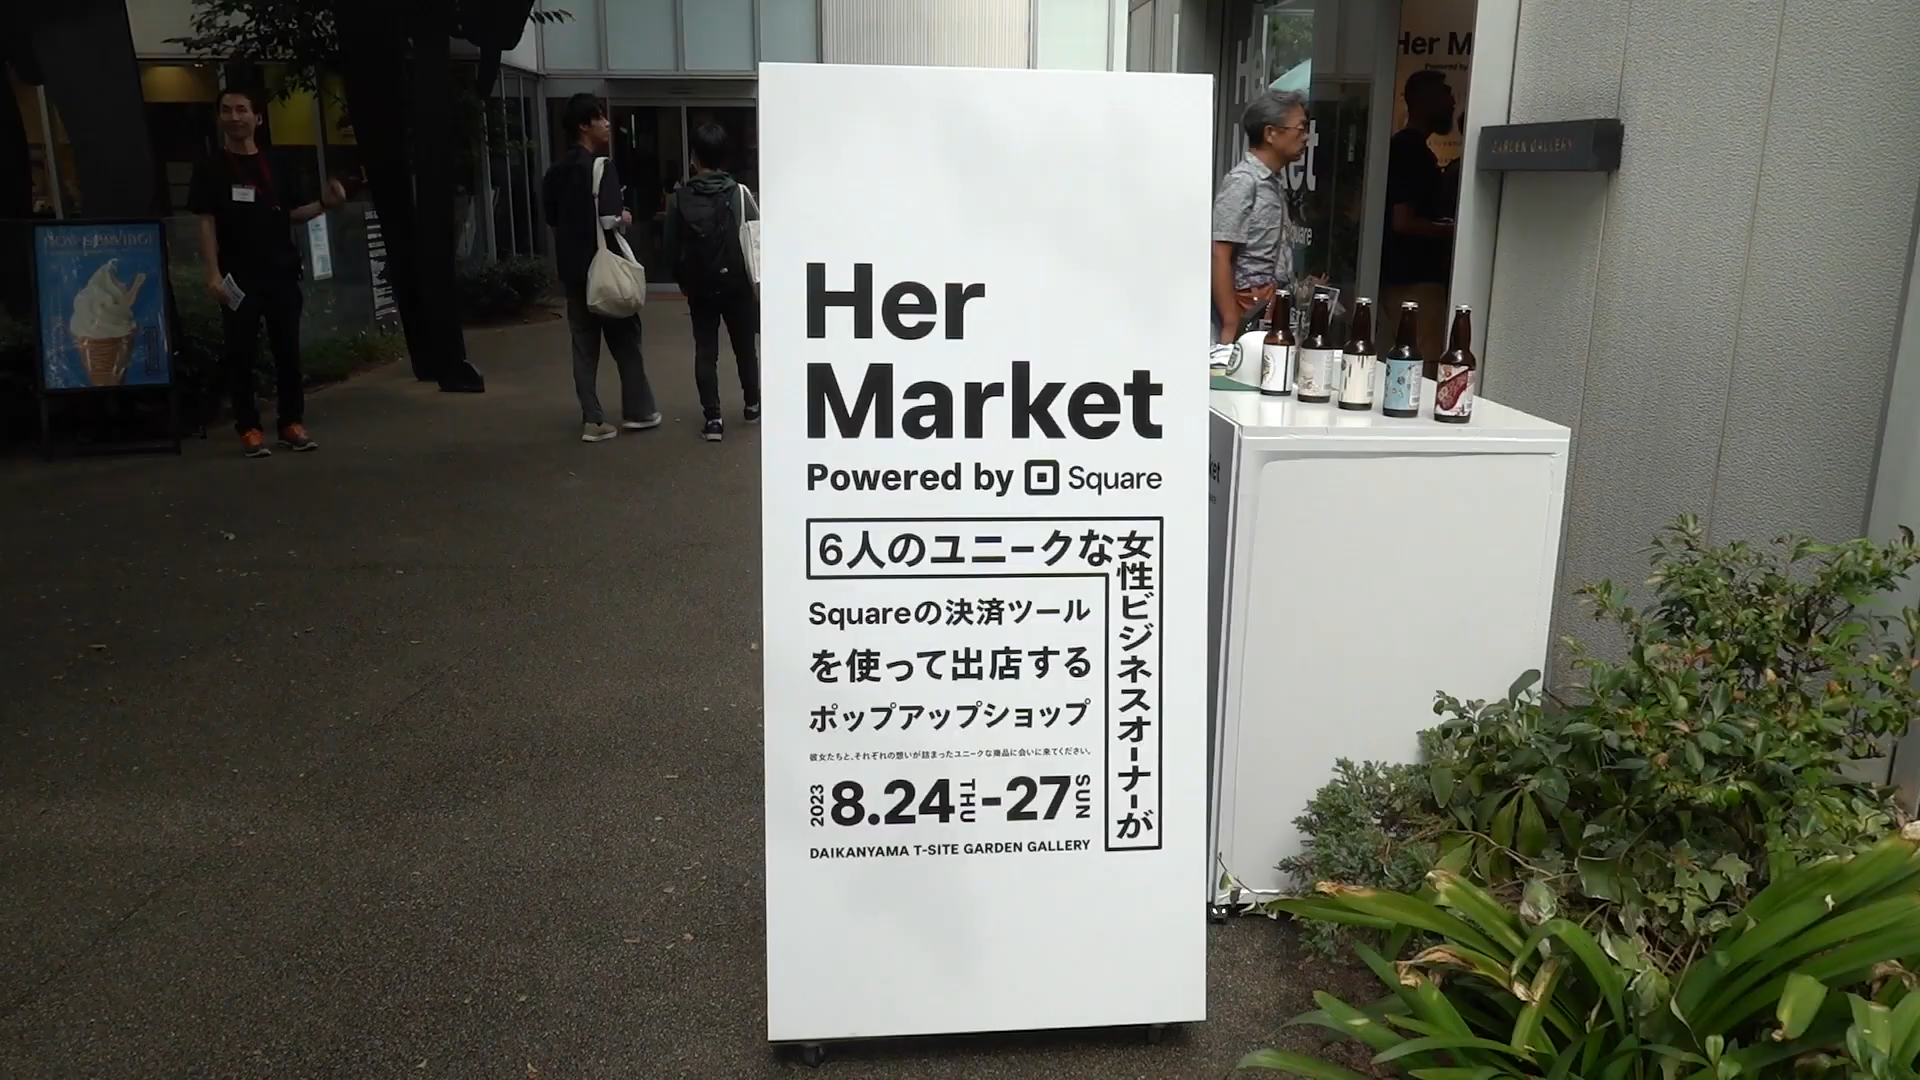 Her
Market
Powered by Square
6人のユニークな女性ビジネスオーナーが
Squareの決済ツール
を使って出店する
ポップアップショップ
彼女たちと、それぞれの想いが詰まったユニークな商品に会いに来てください。
2023 8.24 THU -27 SUN
DAIKANYAMA T-SITE GARDEN GALLERY
Her M
Powered by
GARDEN GALLERY
NOW SERVING!